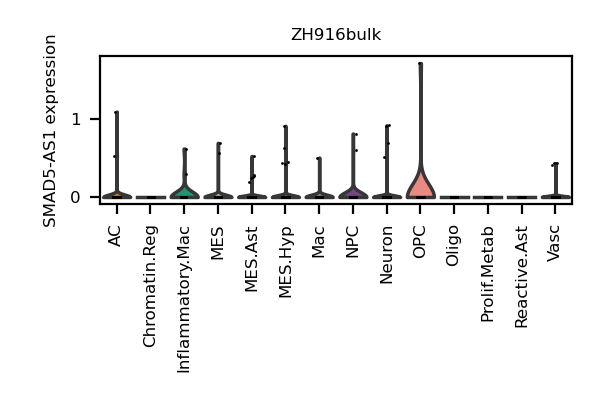 ZH916bulk
SMAD5-AS1 expression
1
0
AC
Chromatin.Reg
Inflammatory.Mac
MES
MES.Ast
MES.Hyp
Mac
NPC
Neuron
OPC
Oligo
Prolif.Metab
Reactive.Ast
Vasc